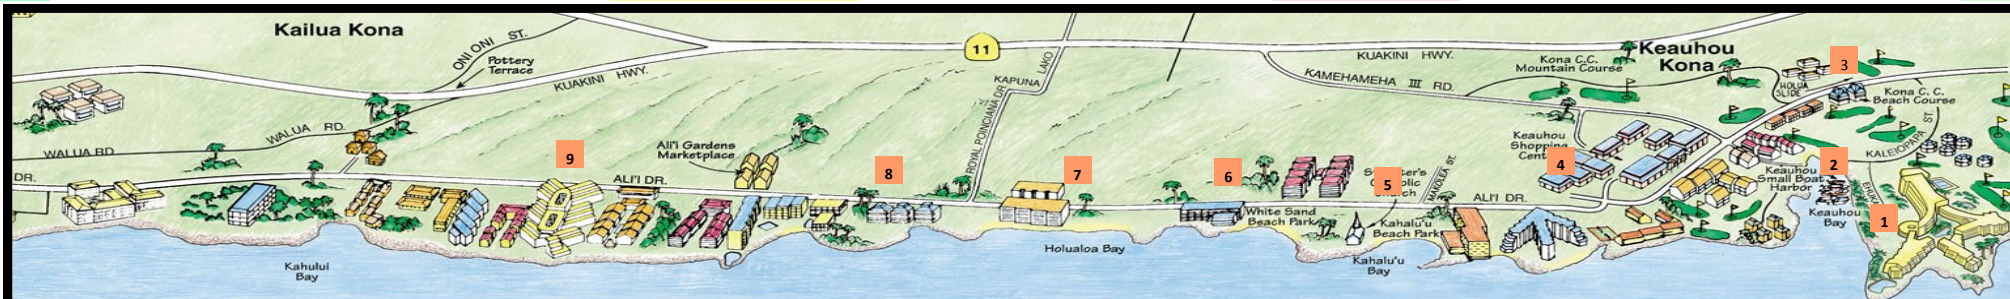 Kailua Kona
ONI ONI ST.
Pottery
Terrace
KUAKINI HWY.
11
KUAKINI HWY.
KAMEHAMEHA III RD.
Kona C.C.
Mountain Course
Keauhou
Kona
3
HOLUA
SLIDE
Kona C. C.
Beach Course
KAPUNA
LAKO
ROYAL POINCIANA DR.
WALUA RD.
WALUA RD
DR.
9
Ali'i Gardens
Marketplace
ALI'I DR.
8
7
6
5
MAKOLEA ST.
Keauhou
Shopping
4
2
KALEIOPAPA ST.
Keauhou
Small Boat
Harbor
ALI'I DR.
White Sand
Beach Park
Kahalu'u
Beach Park
Keauhou
Bay
1
Kahului
Bay
Holualoa Bay
Kahalu'u
Bay